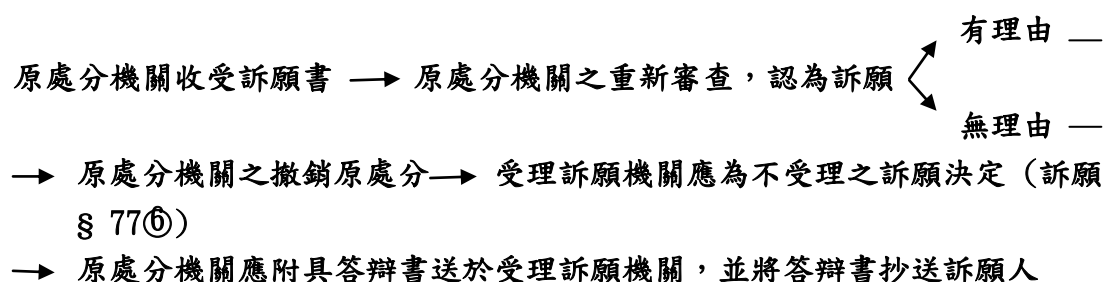 有理由
原處分機關收受訴願書 → 原處分機關之重新審查，認為訴願
無理由
→ 原處分機關之撤銷原處分→ 受理訴願機關應為不受理之訴願決定（訴願
§ 77⑥）
→ 原處分機關應附具答辯書送於受理訴願機關，並將答辯書抄送訴願人